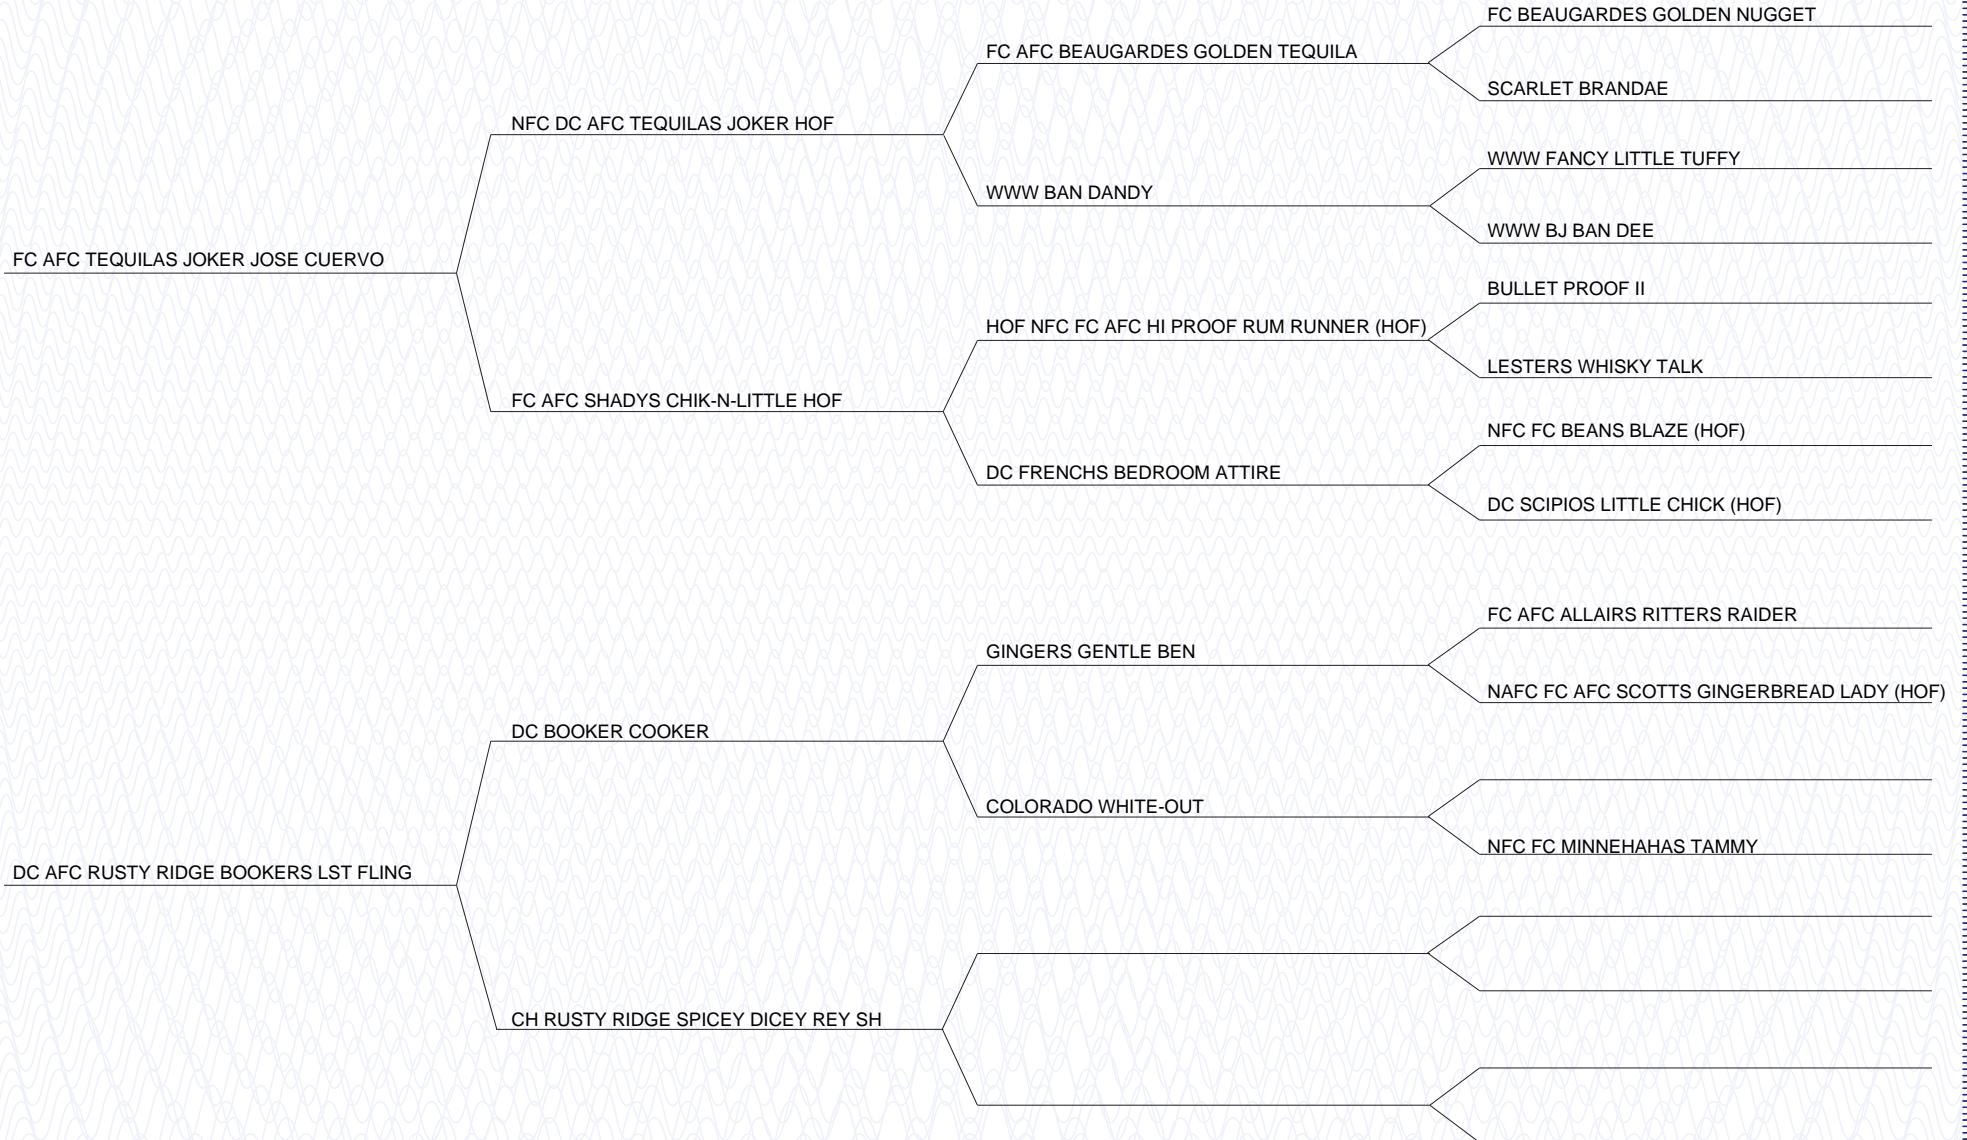 FC BEAUGARDES GOLDEN NUGGET
FC AFC BEAUGARDES GOLDEN TEQUILA
SCARLET BRANDAE
NFC DC AFC TEQUILAS JOKER HOF
WWW FANCY LITTLE TUFFY
WWW BAN DANDY
WWW BJ BAN DEE
FC AFC TEQUILAS JOKER JOSE CUERVO
BULLET PROOF II
HOF NFC FC AFC HI PROOF RUM RUNNER (HOF)
LESTERS WHISKY TALK
FC AFC SHADYS CHIK-N-LITTLE HOF
NFC FC BEANS BLAZE (HOF)
DC FRENCHS BEDROOM ATTIRE
DC SCIPIOS LITTLE CHICK (HOF)
FC AFC ALLAIRS RITTERS RAIDER
GINGERS GENTLE BEN
NAFC FC AFC SCOTTS GINGERBREAD LADY (HOF)
DC BOOKER COOKER
COLORADO WHITE-OUT
NFC FC MINNEHAHAS TAMMY
DC AFC RUSTY RIDGE BOOKERS LST FLING
CH RUSTY RIDGE SPICEY DICEY REY SH